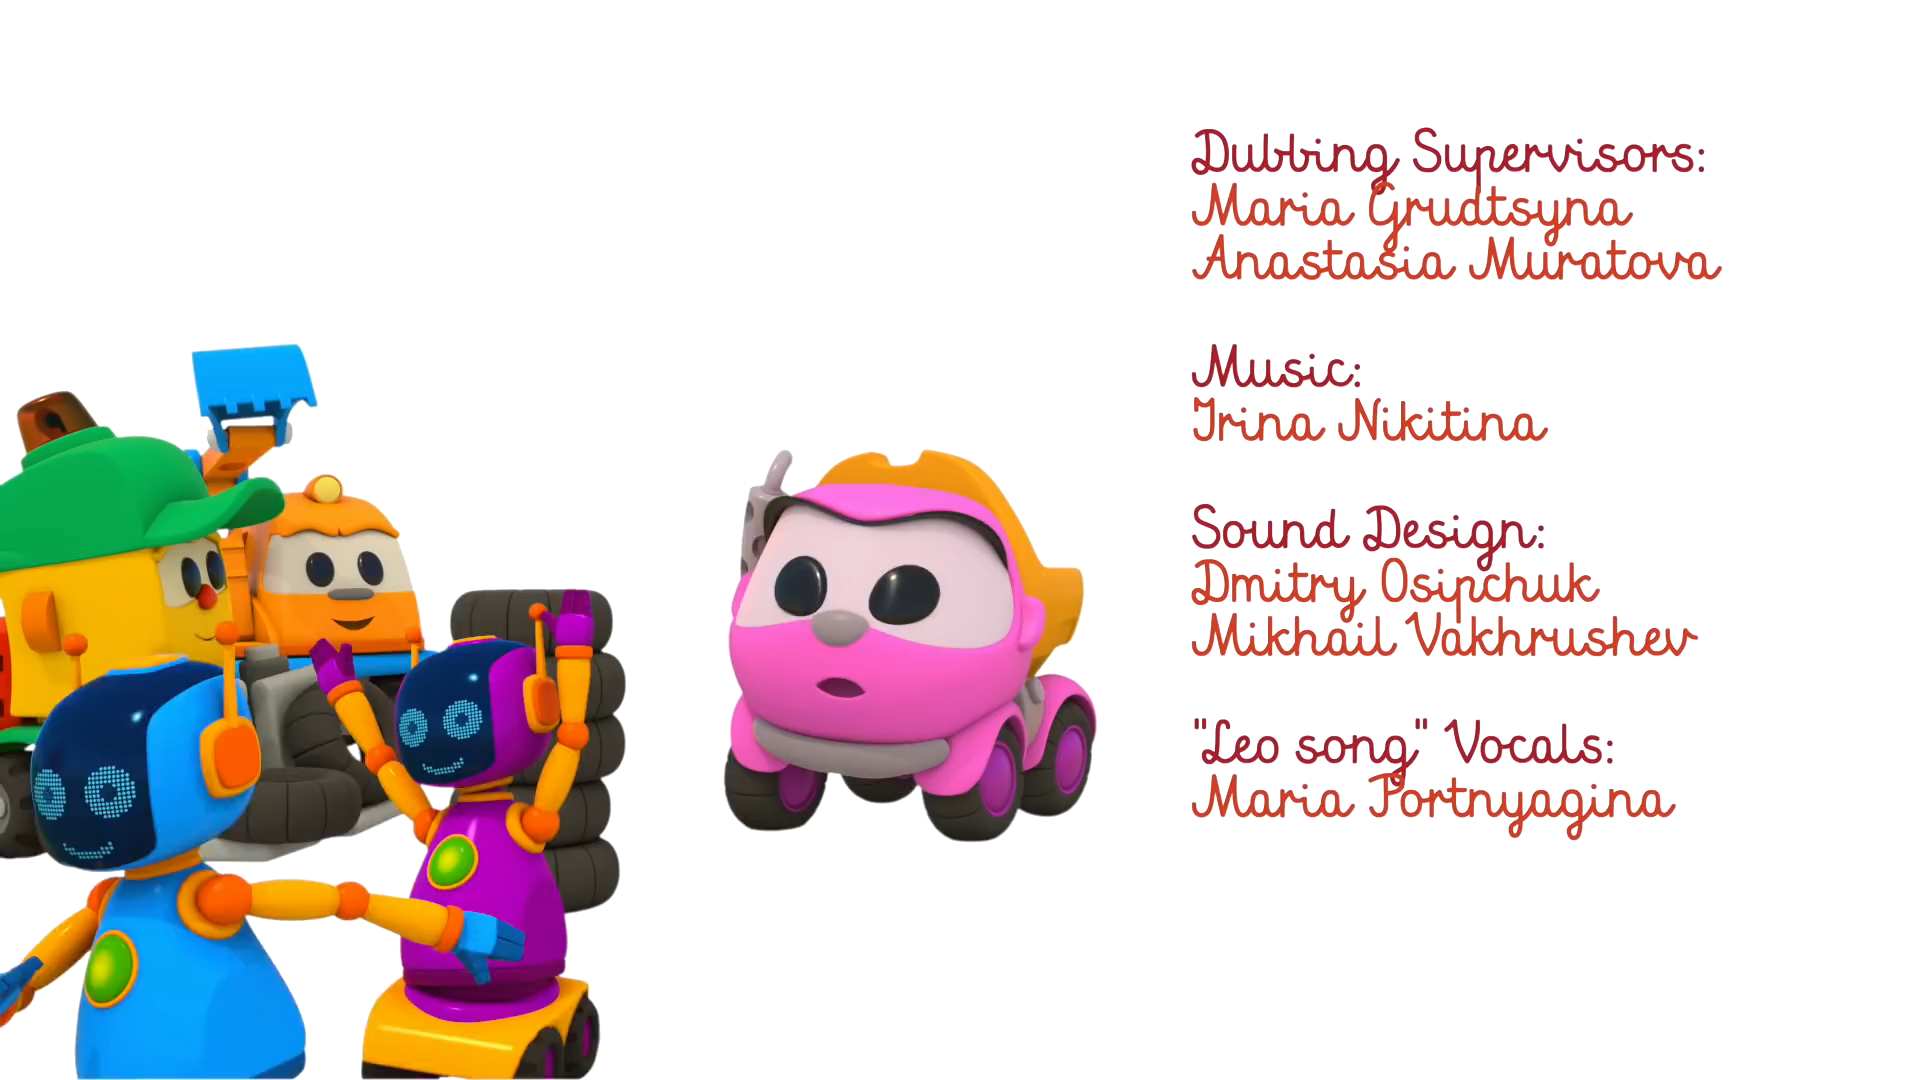 Dubbing Supervisors:
Maria Grudtsyna
Anastasia Muratova
Music:
Irina Nikitina
Sound Design:
Dmitry Osipchuk
Mikhail Vakhrushev
"Leo song" Vocals:
Maria Portnyagina